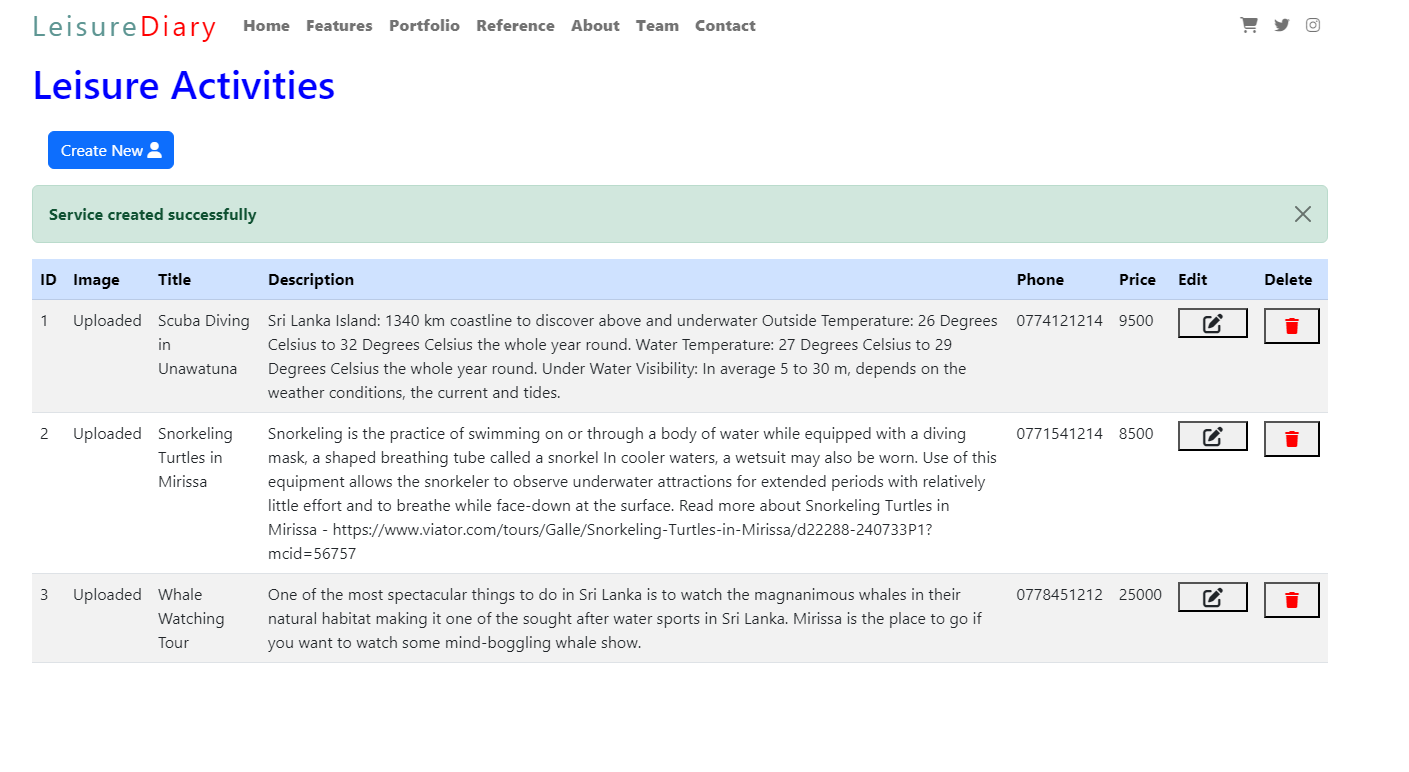 LeisureDiary Home Features Portfolio Reference About Team Contact
Leisure Activities
Create New
Service created successfully
ID Image Title Description Phone Price Edit Delete
1 Uploaded Scuba Diving Sri Lanka Island: 1340 km coastline to discover above and underwater Outside Temperature: 26 Degrees 0774121214 9500
in Celsius to 32 Degrees Celsius the whole year round. Water Temperature: 27 Degrees Celsius to 29
Unawatuna Degrees Celsius the whole year round. Under Water Visibility: In average 5 to 30 m, depends on the
weather conditions, the current and tides.
2 Uploaded Snorkeling Snorkeling is the practice of swimming on or through a body of water while equipped with a diving 0771541214 8500
Turtles in mask, a shaped breathing tube called a snorkel In cooler waters, a wetsuit may also be worn. Use of this
Mirissa equipment allows the snorkeler to observe underwater attractions for extended periods with relatively
little effort and to breathe while face-down at the surface. Read more about Snorkeling Turtles in
Mirissa - https://www.viator.com/tours/Galle/Snorkeling-Turtles-in-Mirissa/d22288-240733P1?
mcid=56757
3 Uploaded Whale One of the most spectacular things to do in Sri Lanka is to watch the magnanimous whales in their 0778451212 25000
Watching natural habitat making it one of the sought after water sports in Sri Lanka. Mirissa is the place to go if
Tour you want to watch some mind-boggling whale show.